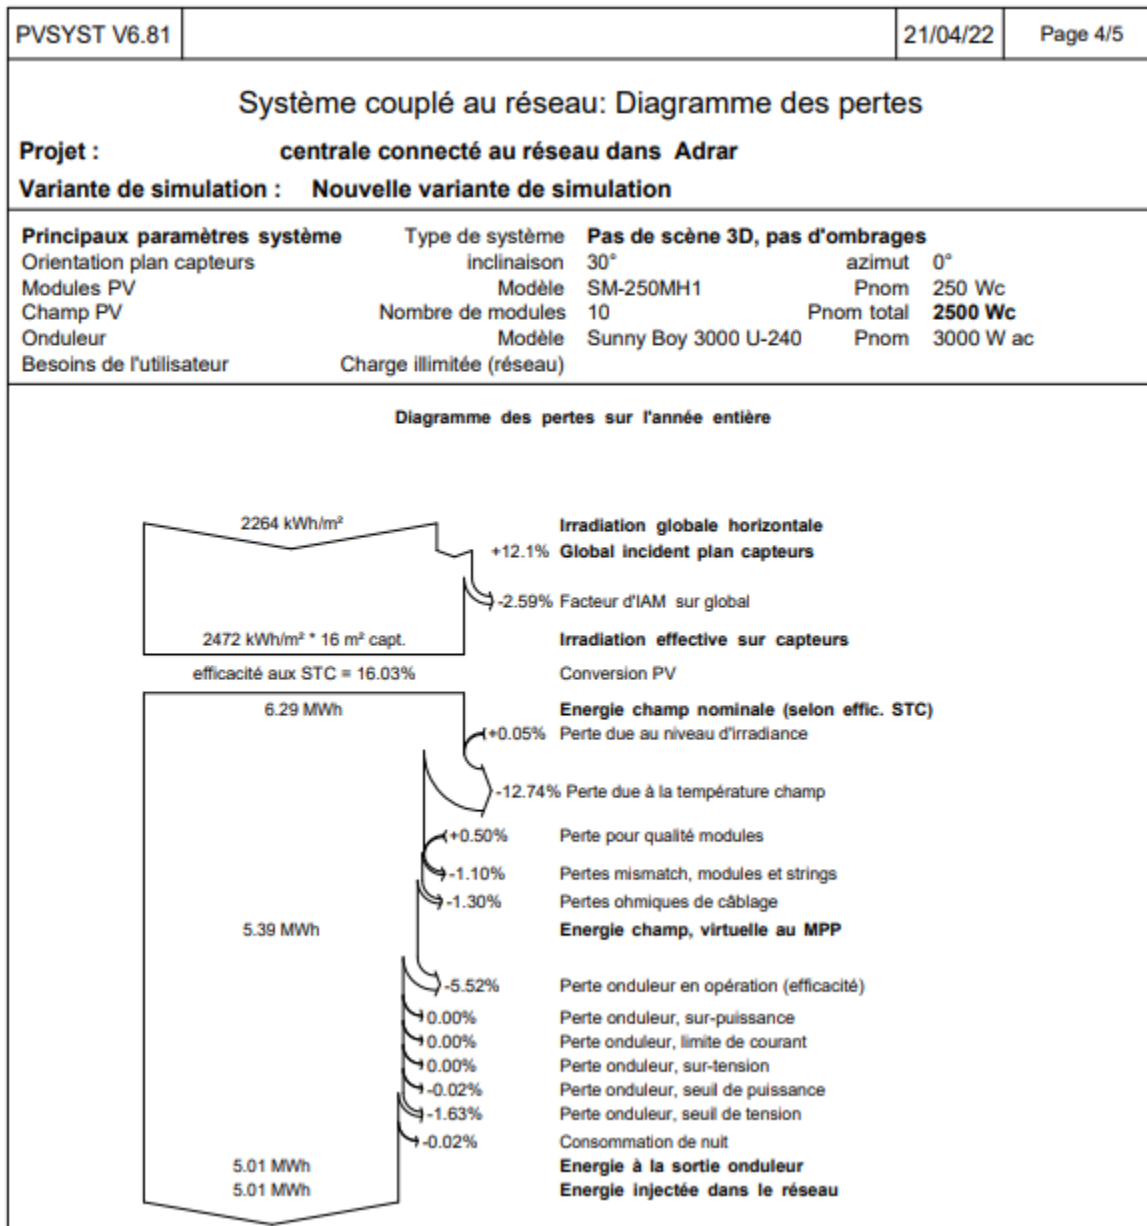 PVSYST V6.81 21/04/22 Page 4/5
Système couplé au réseau: Diagramme des pertes
Projet : centrale connecté au réseau dans Adrar
Variante de simulation : Nouvelle variante de simulation
Principaux paramètres système Type de système Pas de scène 3D, pas d'ombrages
Orientation plan capteurs inclinaison 30° azimut 0°
Modules PV Modèle SM-250MH1 Pnom 250 Wc
Champ PV Nombre de modules 10 Pnom total 2500 Wc
Onduleur Modèle Sunny Boy 3000 U-240 Pnom 3000 W ac
Besoins de l'utilisateur Charge illimitée (réseau)
Diagramme des pertes sur l'année entière
2264 kWh/m² Irradiation globale horizontale
+12.1% Global incident plan capteurs
-2.59% Facteur d'IAM sur global
2472 kWh/m² * 16 m² capt. Irradiation effective sur capteurs
efficacité aux STC = 16.03% Conversion PV
6.29 MWh Energie champ nominale (selon effic. STC)
+0.05% Perte due au niveau d'irradiance
-12.74% Perte due à la température champ
+0.50% Perte pour qualité modules
-1.10% Pertes mismatch, modules et strings
-1.30% Pertes ohmiques de câblage
5.39 MWh Energie champ, virtuelle au MPP
-5.52% Perte onduleur en opération (efficacité)
0.00% Perte onduleur, sur-puissance
0.00% Perte onduleur, limite de courant
0.00% Perte onduleur, sur-tension
-0.02% Perte onduleur, seuil de puissance
-1.63% Perte onduleur, seuil de tension
-0.02% Consommation de nuit
5.01 MWh Energie à la sortie onduleur
5.01 MWh Energie injectée dans le réseau